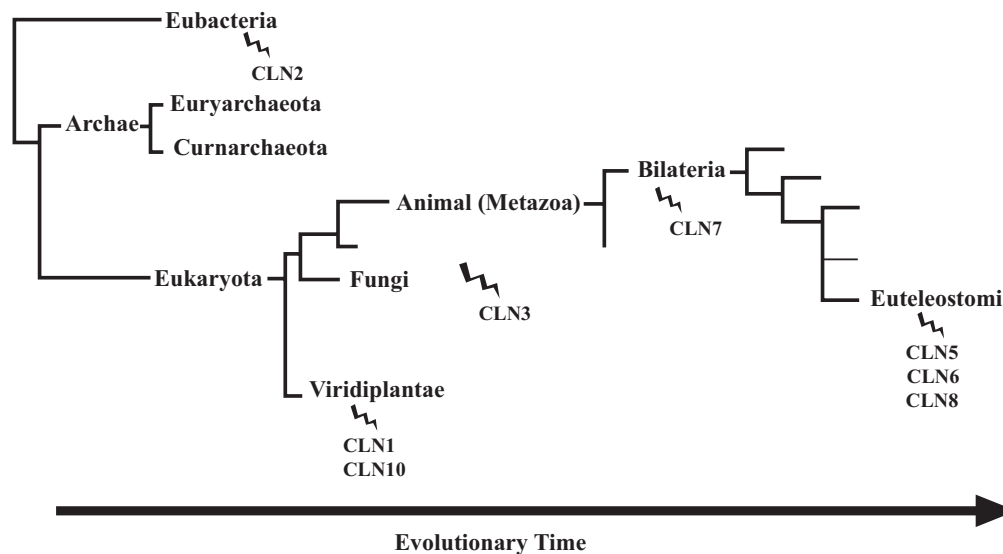 Eubacteria
CLN2
Euryarchaeota
Archae
Curnarchaeota
Bilateria
CLN7
Animal (Metazoa)
Eukaryota
Fungi
CLN3
Euteleostomi
CLN5
CLN6
CLN8
Viridiplantae
CLN1
CLN10
Evolutionary Time